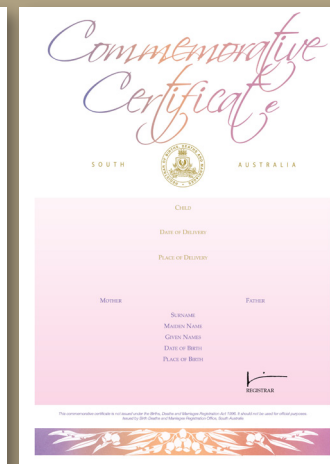 Commemorative
Certificate
SOUTH AUSTRALIA
CHILD
DATE OF DELIVERY
PLACE OF DELIVERY
MOTHER FATHER
SURNAME
MAIDEN NAME
GIVEN NAMES
DATE OF BIRTH
PLACE OF BIRTH
REGISTRAR
This commemorative certificate is not issued under the Births, Deaths and Marriages Registration Act 1996. It should not be used for official purposes.
Issued by Birth Deaths and Marriages Registration Office, South Australia